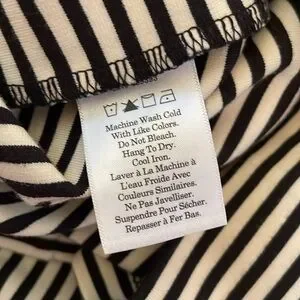 Machine Wash Cold
With Like Colors.
Do Not Bleach.
Hang To Dry.
Cool Iron.
Laver à La Machine à
L'eau Froide Avec
Couleurs Similaires.
Ne Pas Javelliser.
Suspendre Pour Sécher.
Repasser à Fer Bas.